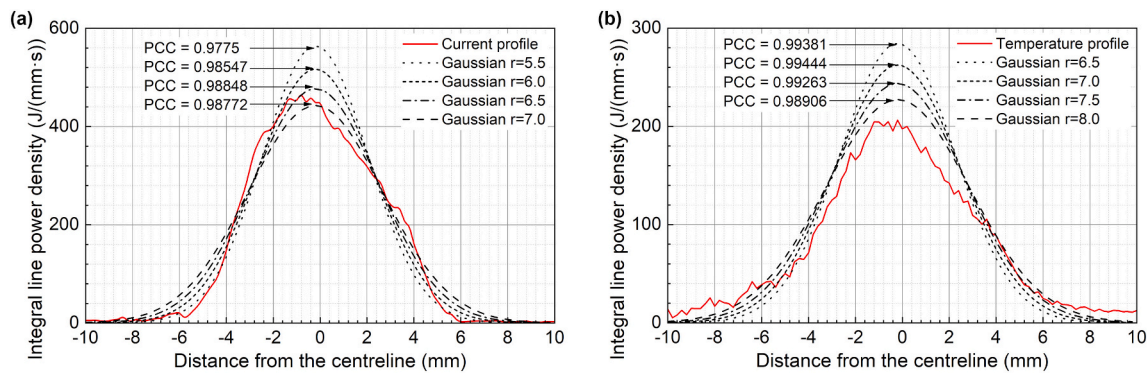 (a)
Integral line power density (J/(mm·s))
600
400
200
0
PCC = 0.9775
PCC = 0.98547
PCC = 0.98848
PCC = 0.98772
Current profile
Gaussian r=5.5
Gaussian r=6.0
Gaussian r=6.5
Gaussian r=7.0
-10 -8 -6 -4 -2 0 2 4 6 8 10
Distance from the centreline (mm)
(b)
Integral line power density (J/(mm·s))
300
200
100
0
PCC = 0.99381
PCC = 0.99444
PCC = 0.99263
PCC = 0.98906
Temperature profile
Gaussian r=6.5
Gaussian r=7.0
Gaussian r=7.5
Gaussian r=8.0
-10 -8 -6 -4 -2 0 2 4 6 8 10
Distance from the centreline (mm)